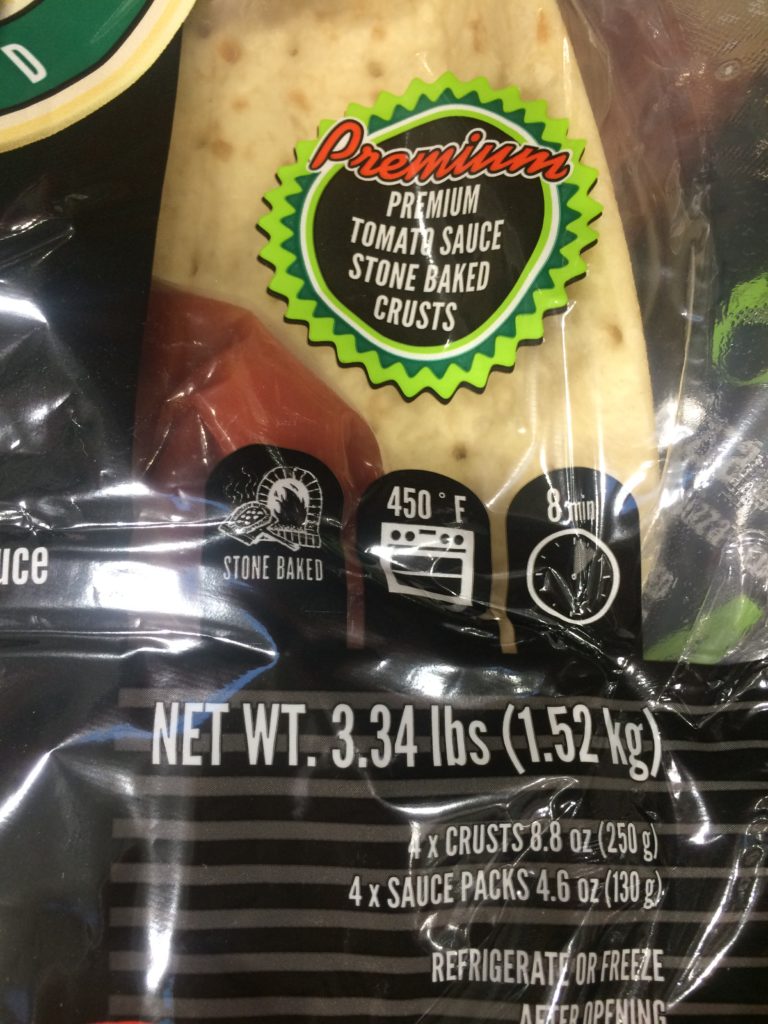 D
Premium
PREMIUM
TOMATO SAUCE
STONE BAKED
CRUSTS
STONE BAKED
450° F
8 min
uce
NET WT. 3.34 lbs (1.52 kg)
4 x CRUSTS 8.8 oz (250 g)
4 x SAUCE PACKS 4.6 oz (130 g)
REFRIGERATE OR FREEZE
AFTER OPENING